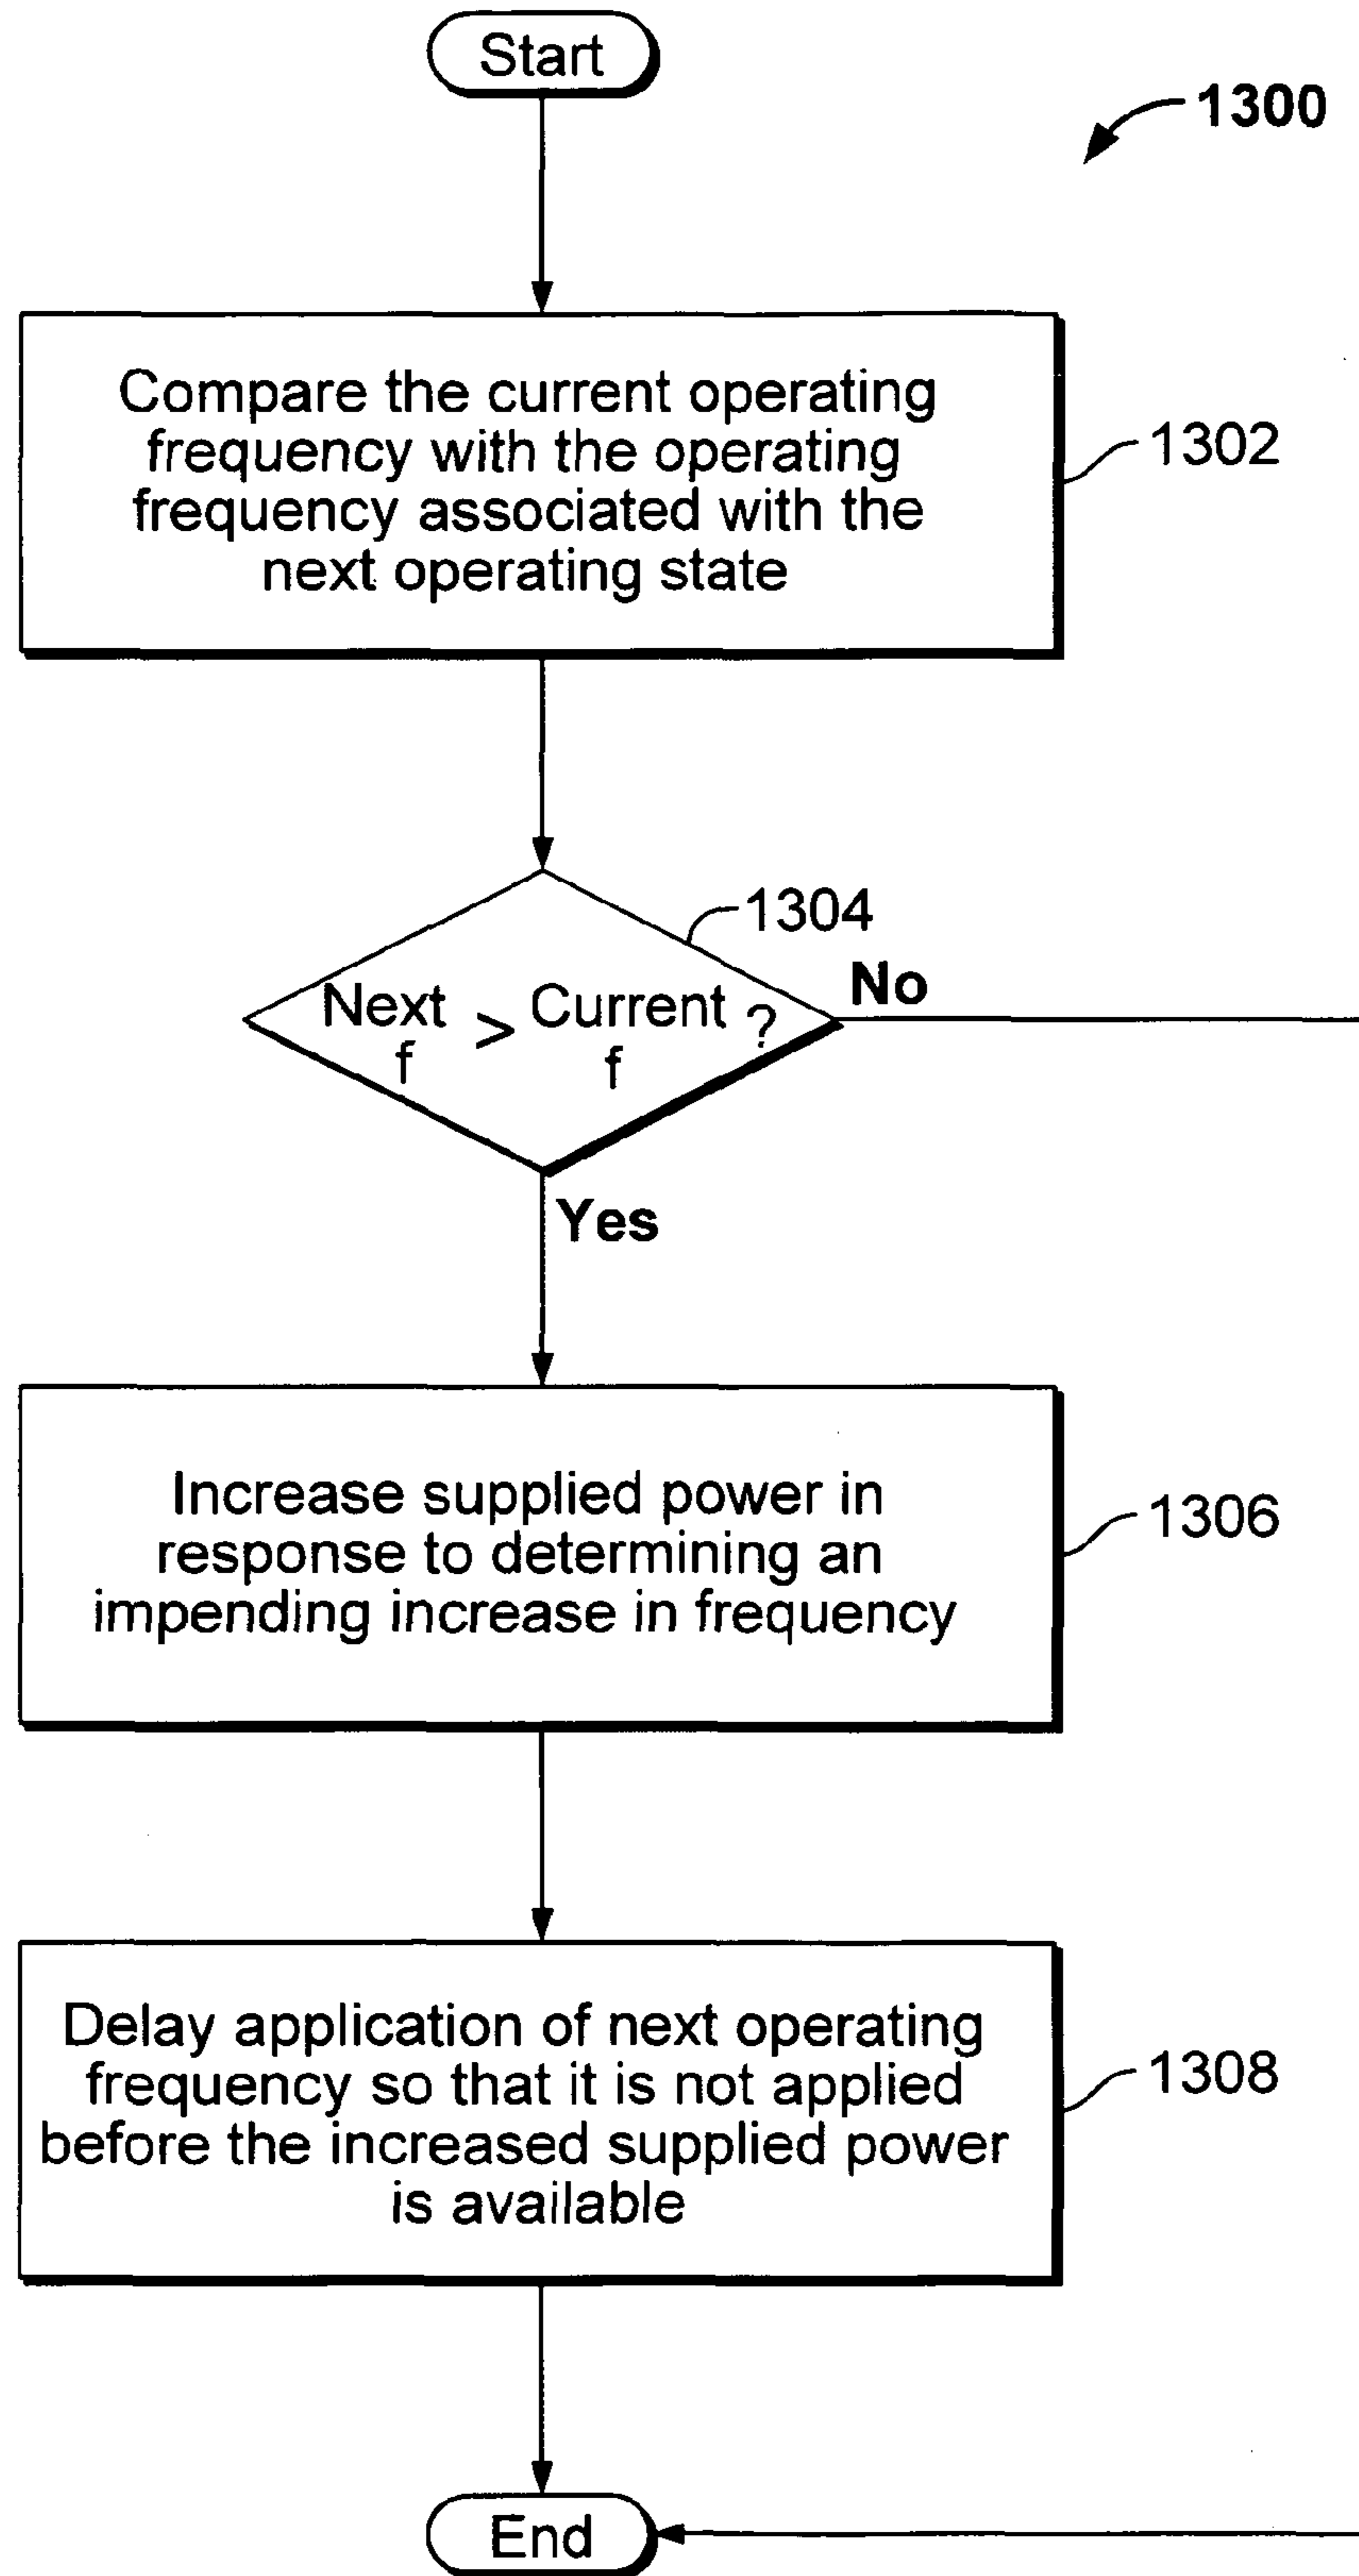 Start
1300
Compare the current operating
frequency with the operating
frequency associated with the
next operating state
1302
1304
Next > Current ?
f f
No
Yes
Increase supplied power in
response to determining an
impending increase in frequency
1306
Delay application of next operating
frequency so that it is not applied
before the increased supplied power
is available
1308
End